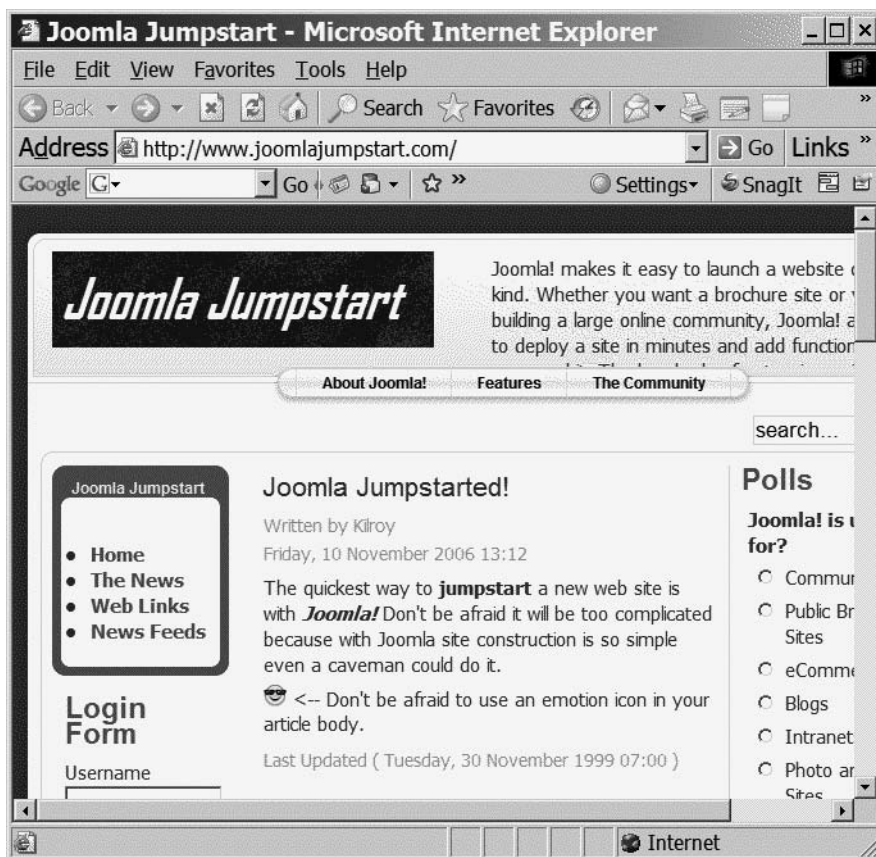 Joomla Jumpstart - Microsoft Internet Explorer
File Edit View Favorites Tools Help
Back Search Favorites »
Address http://www.joomlajumpstart.com/ Go Links »
Google G Go » Settings SnagIt
Joomla Jumpstart
Joomla! makes it easy to launch a website
kind. Whether you want a brochure site or
building a large online community, Joomla!
to deploy a site in minutes and add function
About Joomla! Features The Community
search...
Joomla Jumpstart
• Home
• The News
• Web Links
• News Feeds
Login
Form
Username
Joomla Jumpstarted!
Written by Kilroy
Friday, 10 November 2006 13:12
The quickest way to jumpstart a new web site is
with Joomla! Don't be afraid it will be too complicated
because with Joomla site construction is so simple
even a caveman could do it.
<-- Don't be afraid to use an emotion icon in your
article body.
Last Updated ( Tuesday, 30 November 1999 07:00 )
Polls
Joomla! is
for?
Commun
Public Br
Sites
eComme
Blogs
Intranet
Photo
Sites
Internet